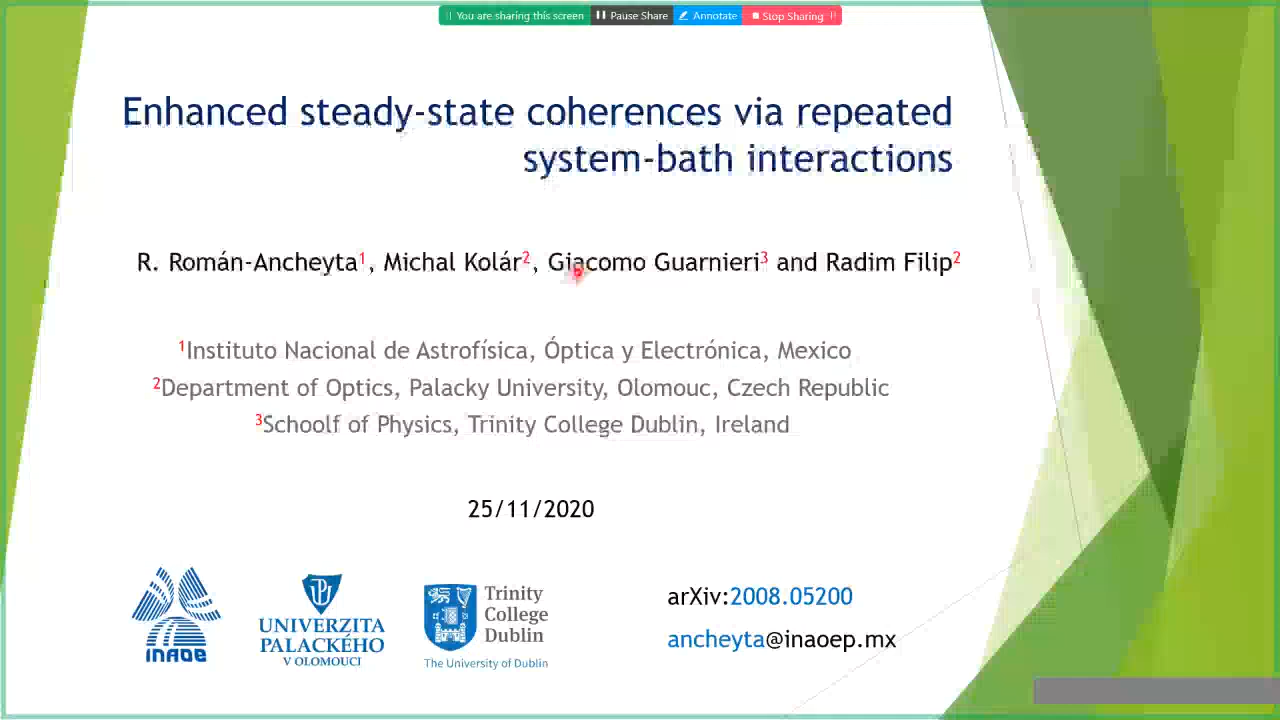 You are sharing this screen Pause Share Annotate Stop Sharing
Enhanced steady-state coherences via repeated
system-bath interactions
R. Román-Ancheyta1, Michal Kolár2, Giacomo Guarnieri3 and Radim Filip2
1Instituto Nacional de Astrofísica, Óptica y Electrónica, Mexico
2Department of Optics, Palacky University, Olomouc, Czech Republic
3Schoolf of Physics, Trinity College Dublin, Ireland
25/11/2020
INAOE
UNIVERZITA
PALACKÉHO
V OLOMOUCI
Trinity
College
Dublin
The University of Dublin
arXiv:2008.05200
ancheyta@inaoep.mx